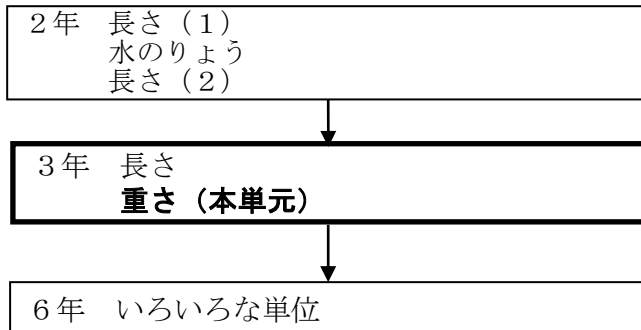 ２年　長さ（１）
水のりょう
長さ（２）
３年　長さ
重さ（本単元）
６年　いろいろな単位